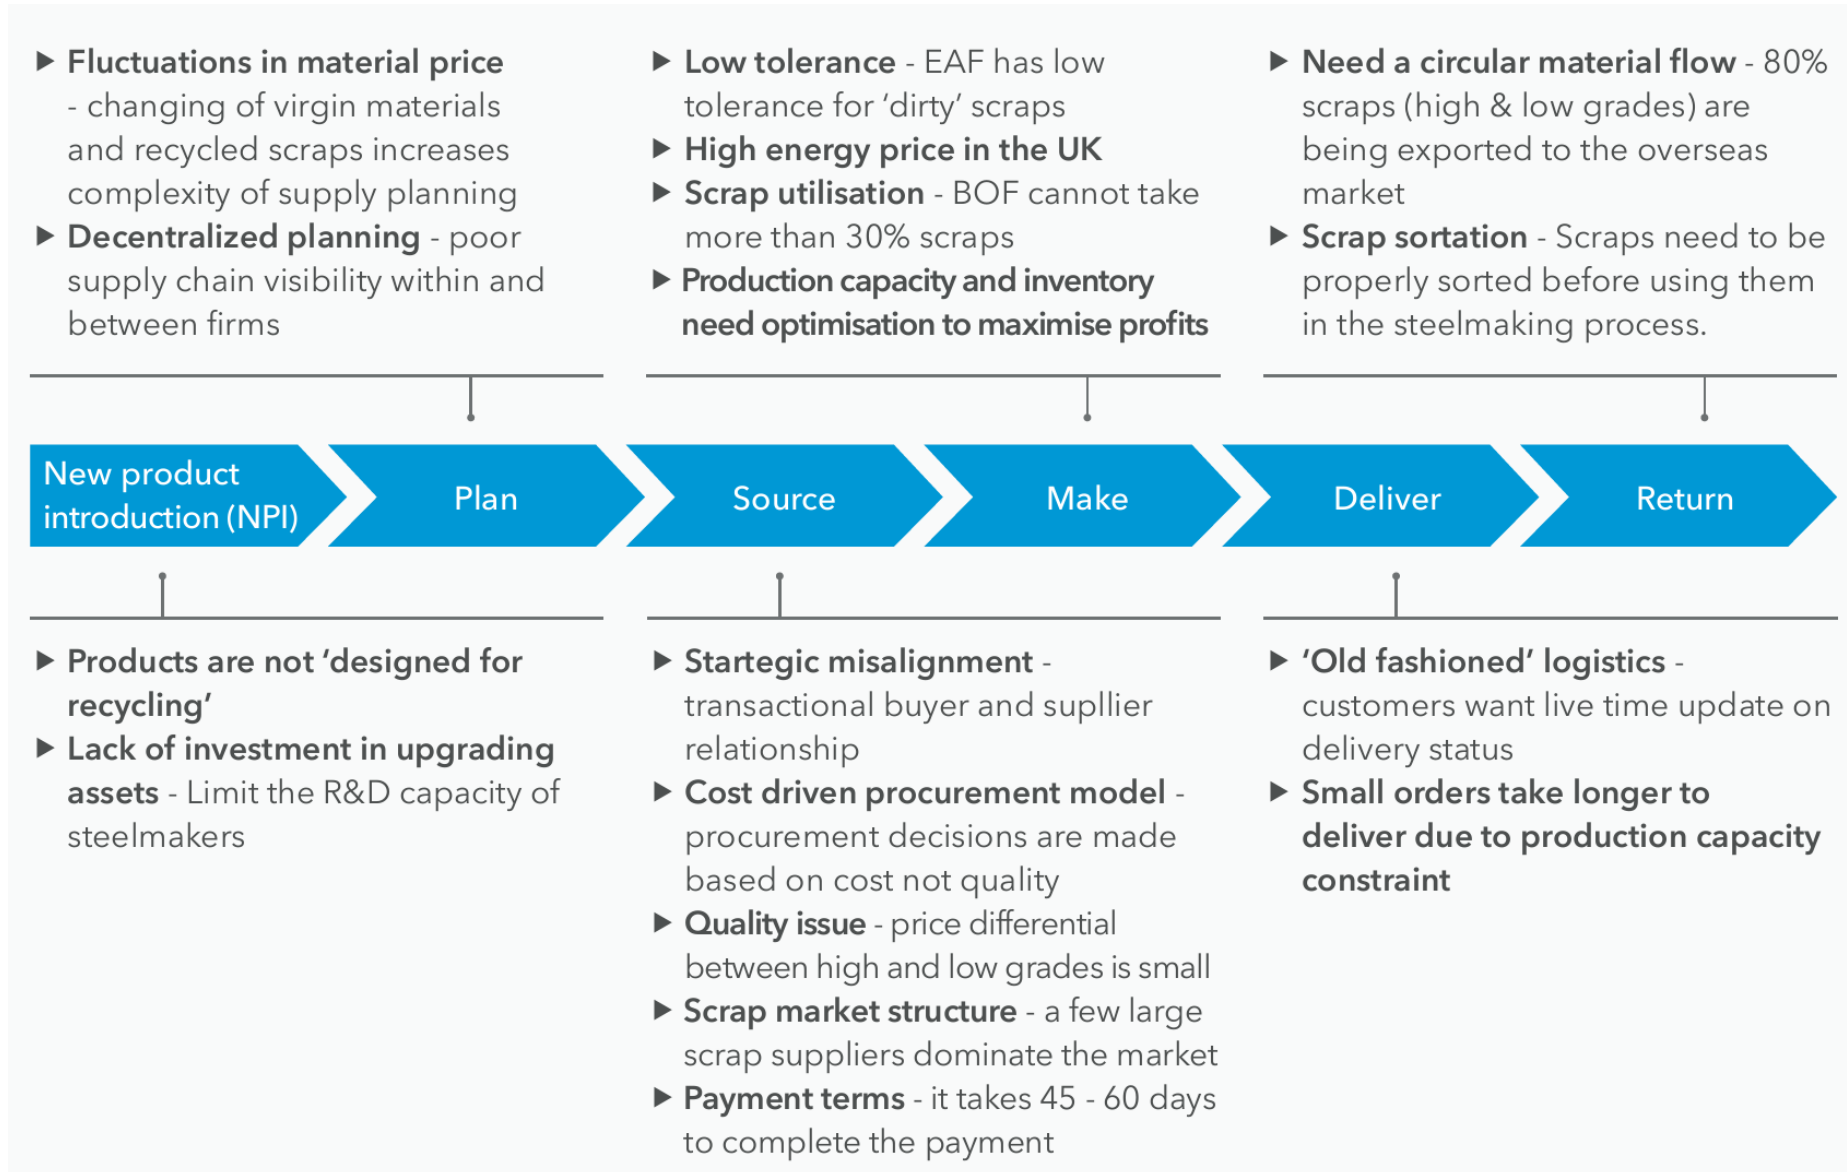 ▶ Fluctuations in material price
- changing of virgin materials
and recycled scraps increases
complexity of supply planning
▶ Decentralized planning - poor
supply chain visibility within and
between firms
▶ Low tolerance - EAF has low
tolerance for ‘dirty’ scraps
▶ High energy price in the UK
▶ Scrap utilisation - BOF cannot take
more than 30% scraps
▶ Production capacity and inventory
need optimisation to maximise profits
▶ Need a circular material flow - 80%
scraps (high & low grades) are
being exported to the overseas
market
▶ Scrap sortation - Scraps need to be
properly sorted before using them
in the steelmaking process.
New product
introduction (NPI)
Plan
Source
Make
Deliver
Return
▶ Products are not ‘designed for
recycling’
▶ Lack of investment in upgrading
assets - Limit the R&D capacity of
steelmakers
▶ Startegic misalignment -
transactional buyer and supllier
relationship
▶ Cost driven procurement model -
procurement decisions are made
based on cost not quality
▶ Quality issue - price differential
between high and low grades is small
▶ Scrap market structure - a few large
scrap suppliers dominate the market
▶ Payment terms - it takes 45 - 60 days
to complete the payment
▶ ‘Old fashioned’ logistics -
customers want live time update on
delivery status
▶ Small orders take longer to
deliver due to production capacity
constraint